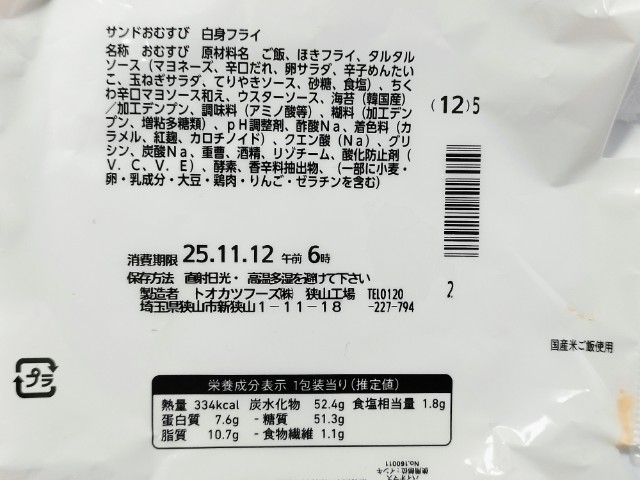 サンドおむすび 白身フライ
名称 おむすび 原材料名 ご飯、ほきフライ、タルタル
ソース（マヨネーズ、辛口だれ、卵サラダ、辛子めんたい
こ、玉ねぎサラダ、てりやきソース、砂糖、食塩）、ちく
わ辛口マヨソース和え、ウスターソース、海苔（韓国産）
／加工デンプン、調味料（アミノ酸等）、糊料（加工デン
プン、増粘多糖類）、pH調整剤、酢酸Na、着色料（カ
ラメル、紅麹、カロチノイド）、クエン酸（Na）、グリ
シン、炭酸Na、重曹、酒精、リゾチーム、酸化防止剤（
V．C、V．E）、酵素、香辛料抽出物、（一部に小麦・
卵・乳成分・大豆・鶏肉・りんご・ゼラチンを含む）
(12)5
消費期限 25.11.12 午前 6時
保存方法 直射日光・高温多湿を避けて下さい
製造者 トオカツフーズ㈱ 狭山工場 TEL0120
埼玉県狭山市新狭山1-11-18 -227-794
2
国産米ご飯使用
プラ
栄養成分表示 1包装当り（推定値）
熱量 334kcal 炭水化物 52.4g 食塩相当量 1.8g
蛋白質 7.6g - 糖質 51.3g
脂質 10.7g - 食物繊維 1.1g
バイオマス
使用部位：インキ
No.160011